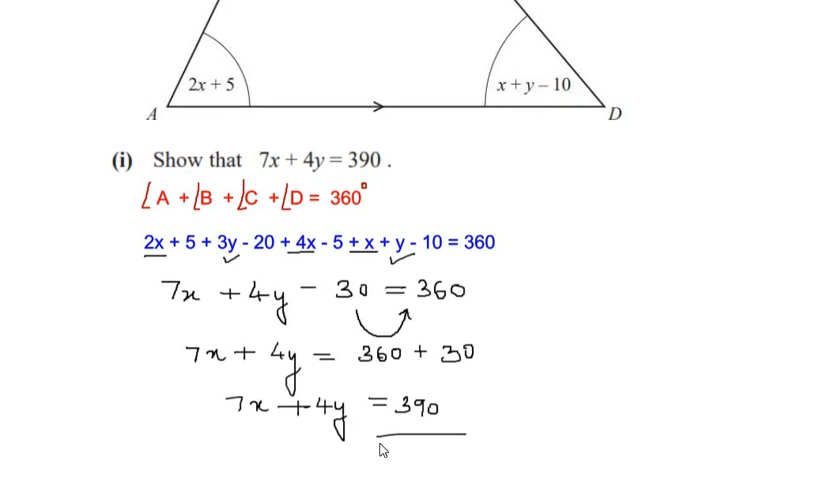 2x + 5
x + y – 10
A
D
(i) Show that 7x + 4y = 390 .
∠A + ∠B + ∠C + ∠D = 360°
2x + 5 + 3y - 20 + 4x - 5 + x + y - 10 = 360
7x + 4y - 30 = 360
7x + 4y = 360 + 30
7x + 4y = 390